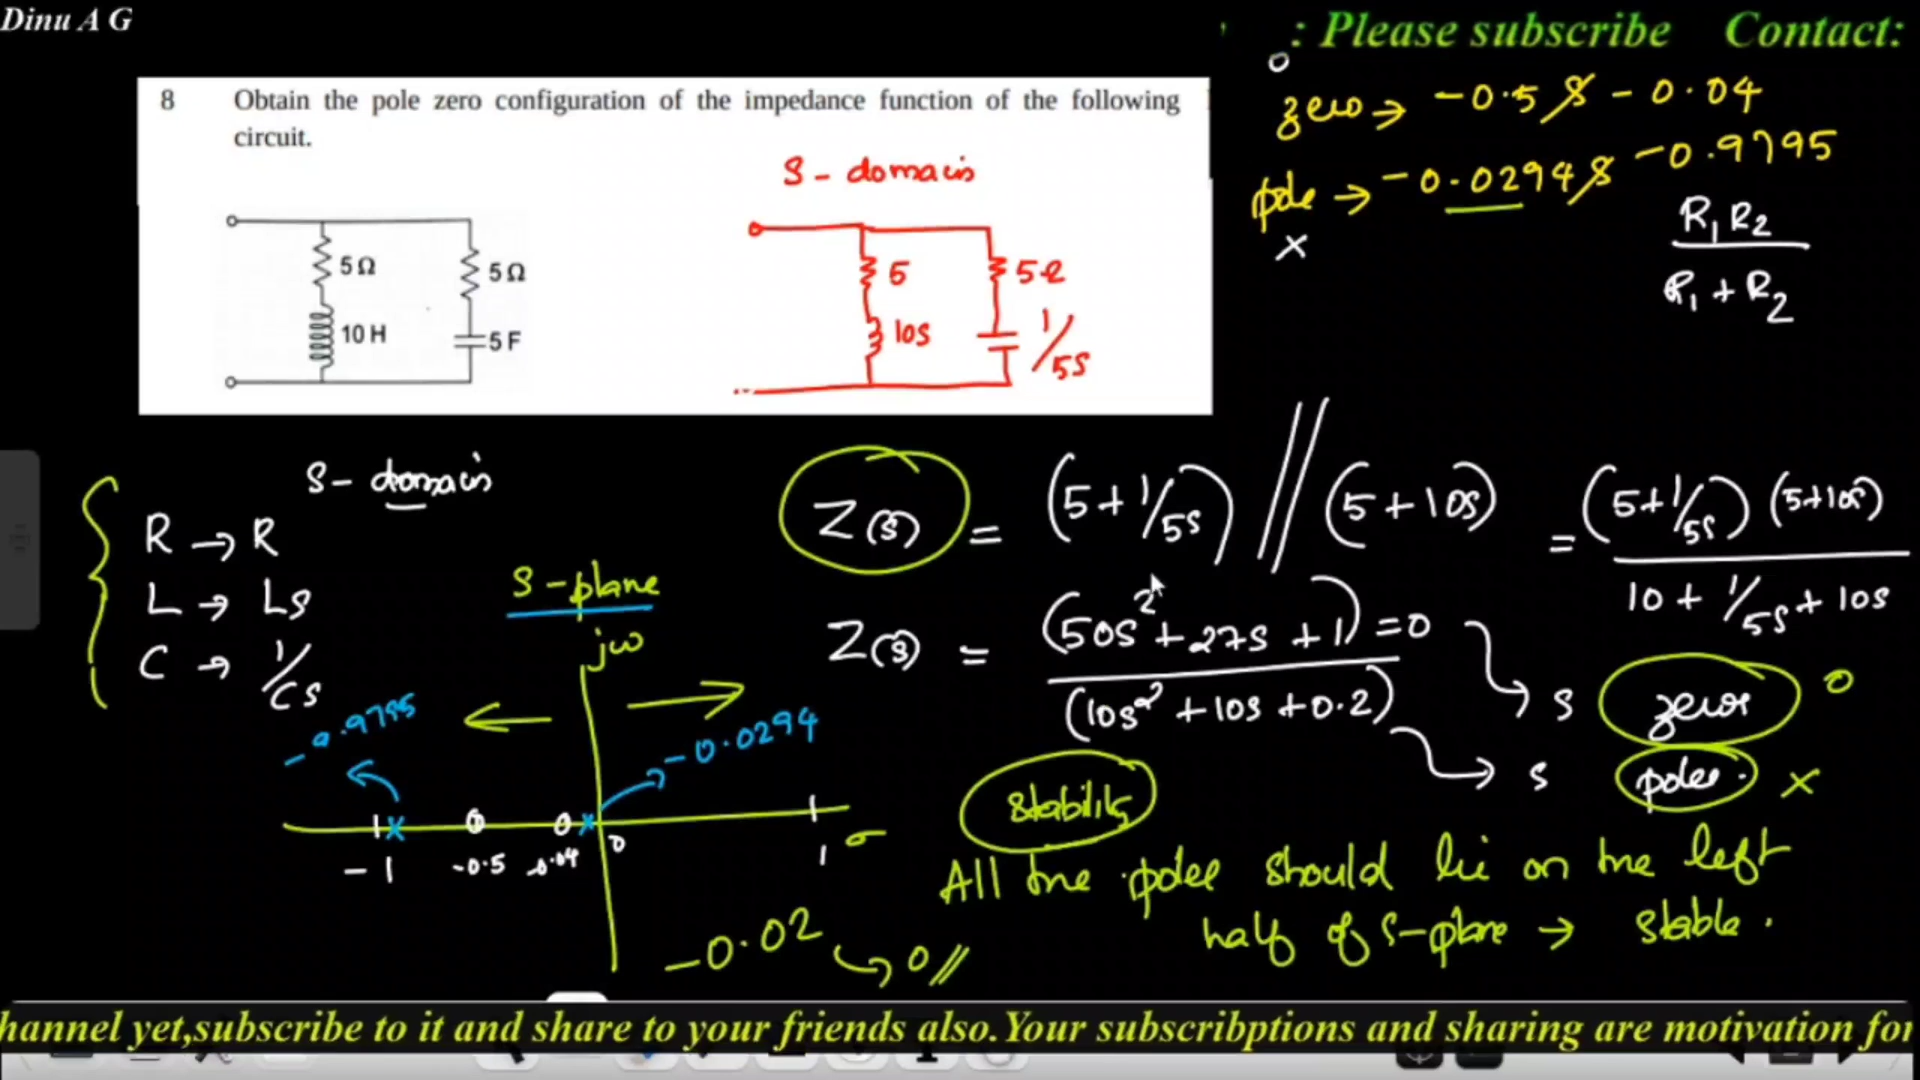 Dinu A G
: Please subscribe Contact:
8 Obtain the pole zero configuration of the impedance function of the following
circuit.
5 Ω
5 Ω
10 H
5 F
S - domain
5
5Ω
10s
1/5s
zero → -0.5 & -0.04
pole → -0.0294 & -0.9795
x
R1 R2
R1 + R2
S - domain
R → R
L → Ls
C → 1/Cs
Z(s) = (5 + 1/5s) // (5 + 10s) = (5+1/5s) (5+10s)
10 + 1/5s + 10s
Z(s) = (50s² + 27s + 1) = 0
(10s² + 10s + 0.2)
s zeros o
s poles. x
S - plane
jω
-0.9795
-0.0294
-1
-0.5
-0.04
0
1
σ
-0.02 → 0//
stability
All the poles should lie on the left
half of s-plane → stable.
hannel yet,subscribe to it and share to your friends also.Your subscribptions and sharing are motivation for